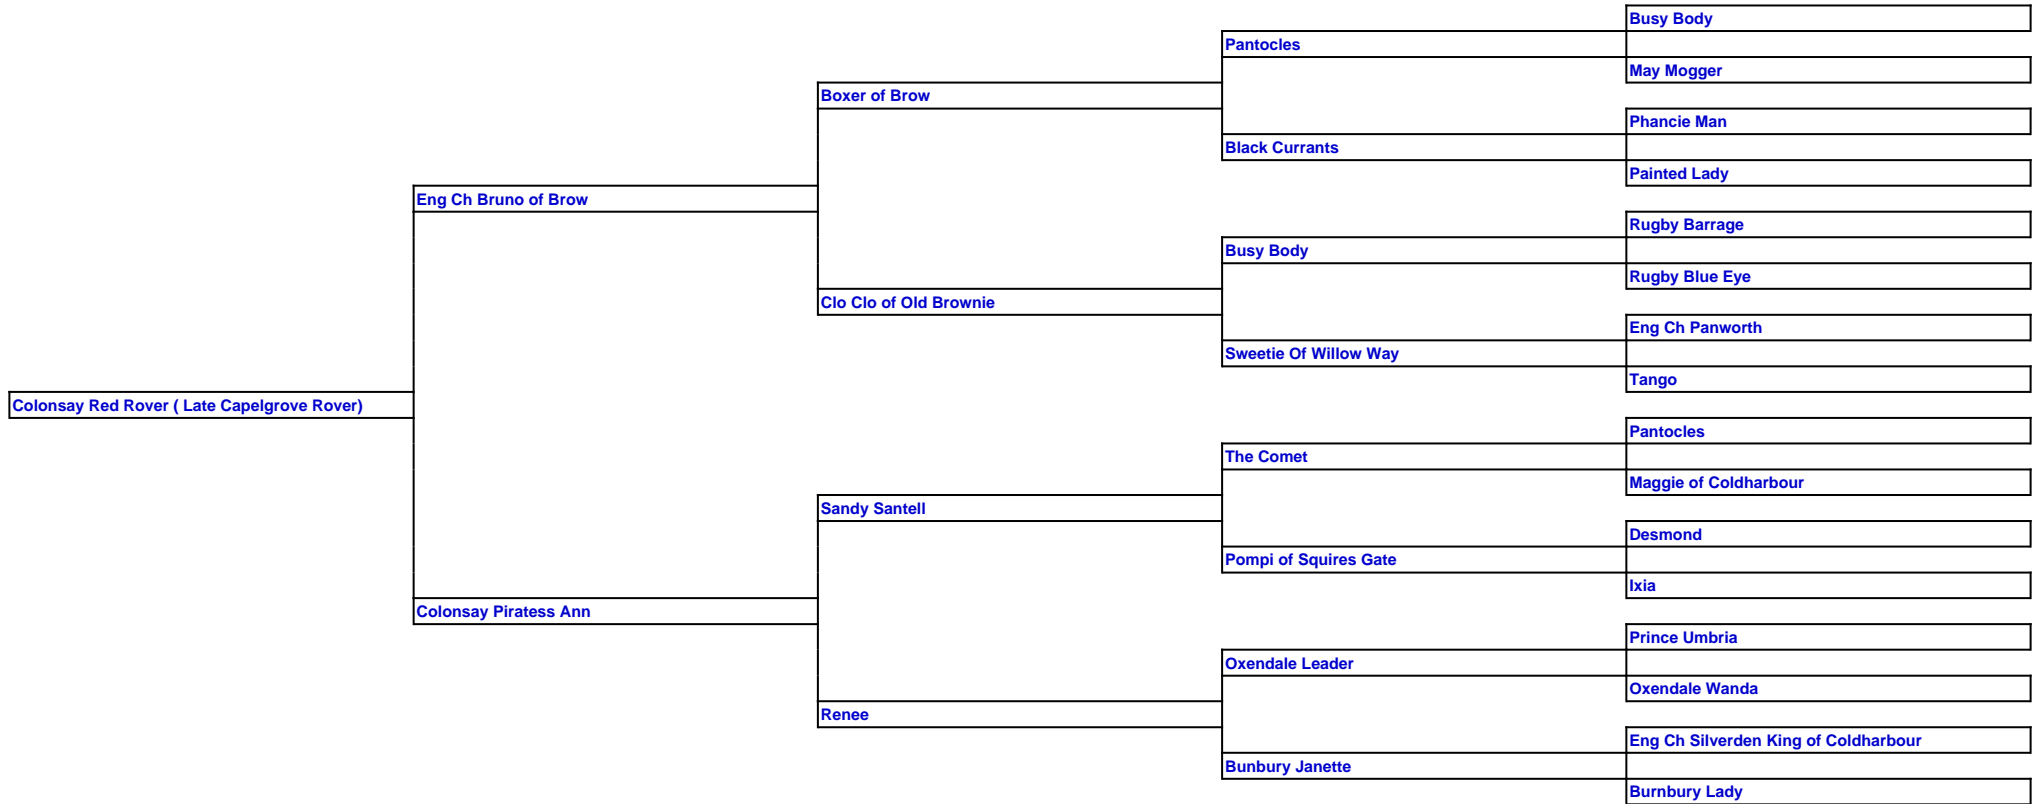 Busy Body
Pantocles
May Mogger
Boxer of Brow
Phancie Man
Black Currants
Painted Lady
Eng Ch Bruno of Brow
Rugby Barrage
Busy Body
Rugby Blue Eye
Clo Clo of Old Brownie
Eng Ch Panworth
Sweetie Of Willow Way
Tango
Colonsay Red Rover ( Late Capelgrove Rover)
Pantocles
The Comet
Maggie of Coldharbour
Sandy Santell
Desmond
Pompi of Squires Gate
Ixia
Colonsay Piratess Ann
Prince Umbria
Oxendale Leader
Oxendale Wanda
Renee
Eng Ch Silverden King of Coldharbour
Bunbury Janette
Burnbury Lady